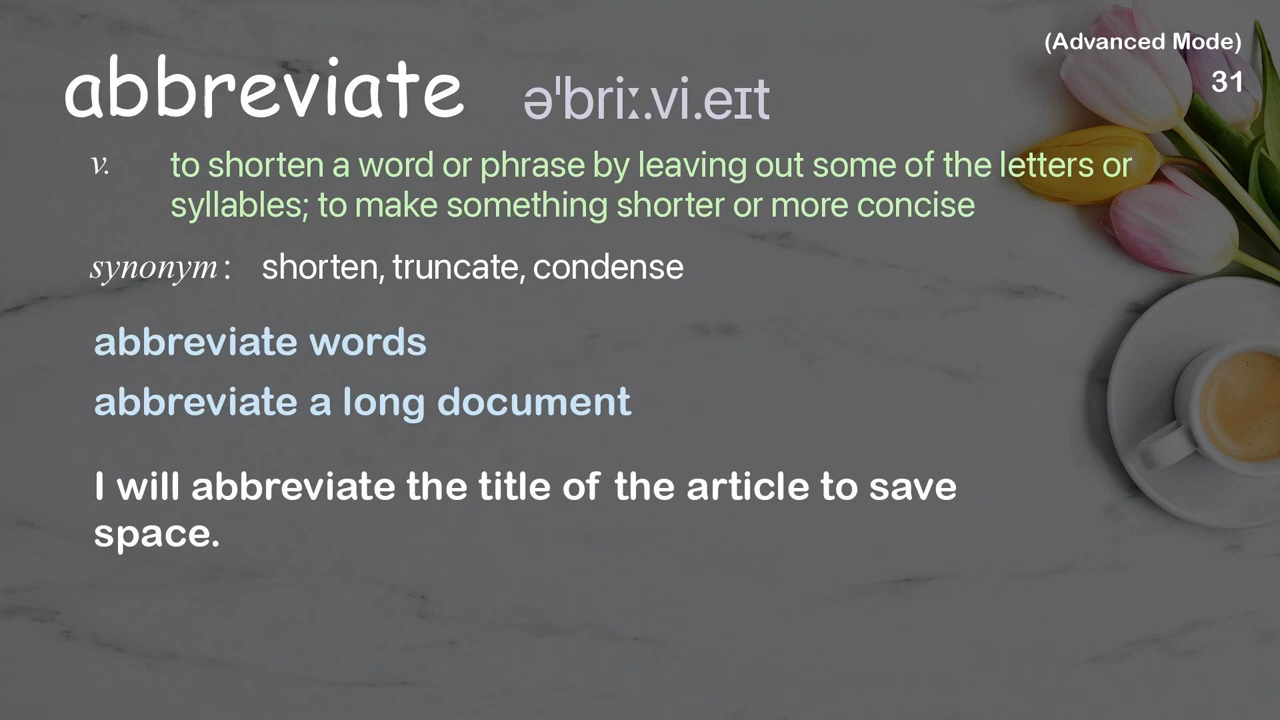 (Advanced Mode)
31
abbreviate əˈbriː.vi.eɪt
v. to shorten a word or phrase by leaving out some of the letters or
syllables; to make something shorter or more concise
synonym: shorten, truncate, condense
abbreviate words
abbreviate a long document
I will abbreviate the title of the article to save
space.